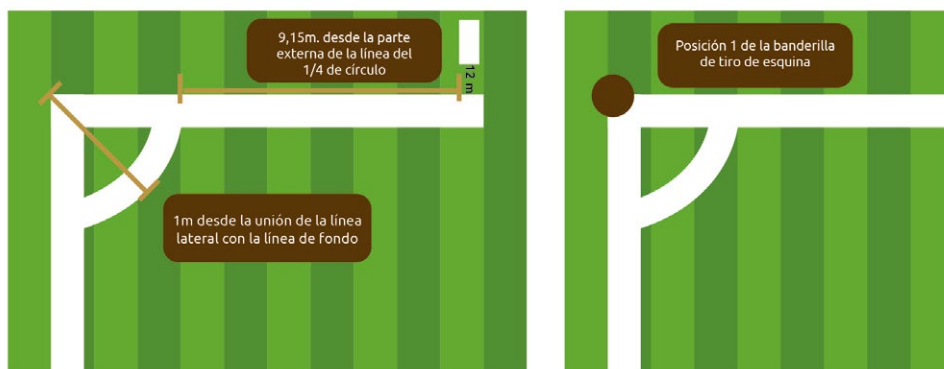 9,15m. desde la parte
externa de la línea del
1/4 de círculo
12 m
1m desde la unión de la línea
lateral con la línea de fondo
Posición 1 de la banderilla
de tiro de esquina